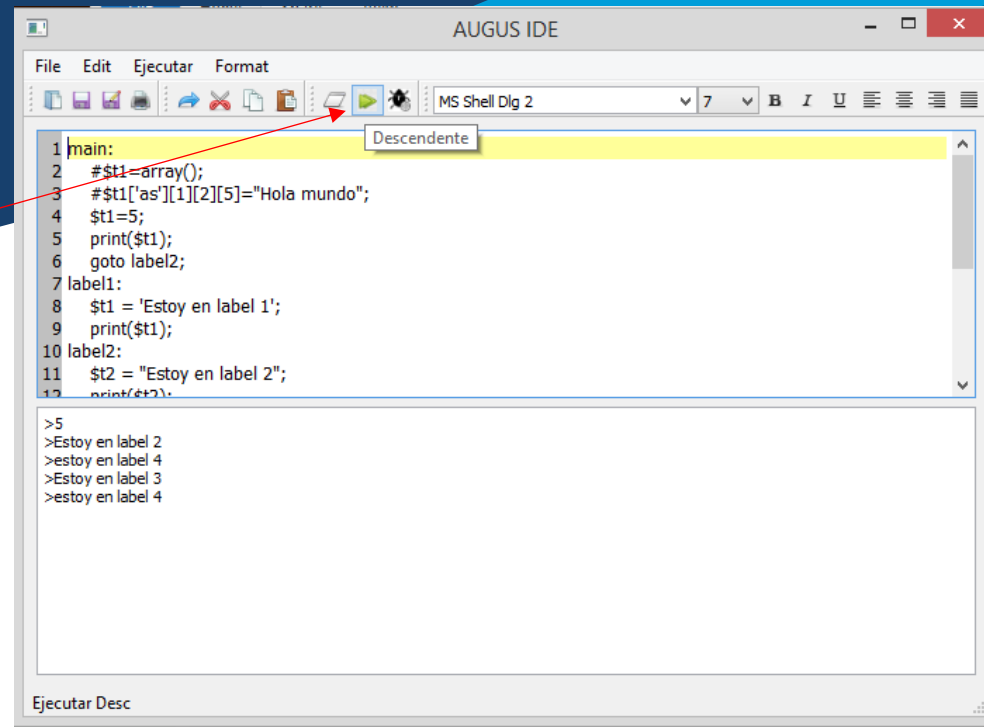 AUGUS IDE
File Edit Ejecutar Format
MS Shell Dlg 2 7 B I U
Descendente
1 main:
2 #$t1=array();
3 #$t1['as'][1][2][5]="Hola mundo";
4 $t1=5;
5 print($t1);
6 goto label2;
7 label1:
8 $t1 = 'Estoy en label 1';
9 print($t1);
10 label2:
11 $t2 = "Estoy en label 2";
12 print($t2);
>5
>Estoy en label 2
>estoy en label 4
>Estoy en label 3
>estoy en label 4
Ejecutar Desc